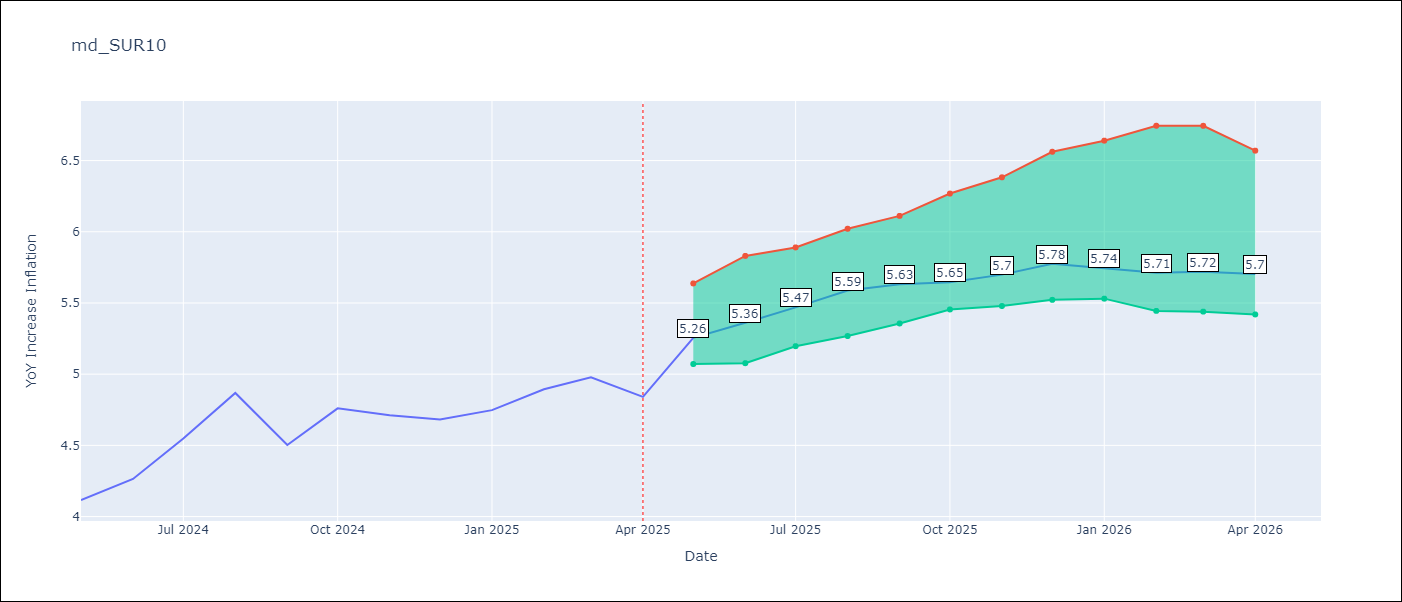 md_SUR10
YoY Increase Inflation
6.5
6
5.5
5
4.5
4
5.26
5.36
5.47
5.59
5.63
5.65
5.7
5.78
5.74
5.71
5.72
5.7
Jul 2024
Oct 2024
Jan 2025
Apr 2025
Jul 2025
Oct 2025
Jan 2026
Apr 2026
Date